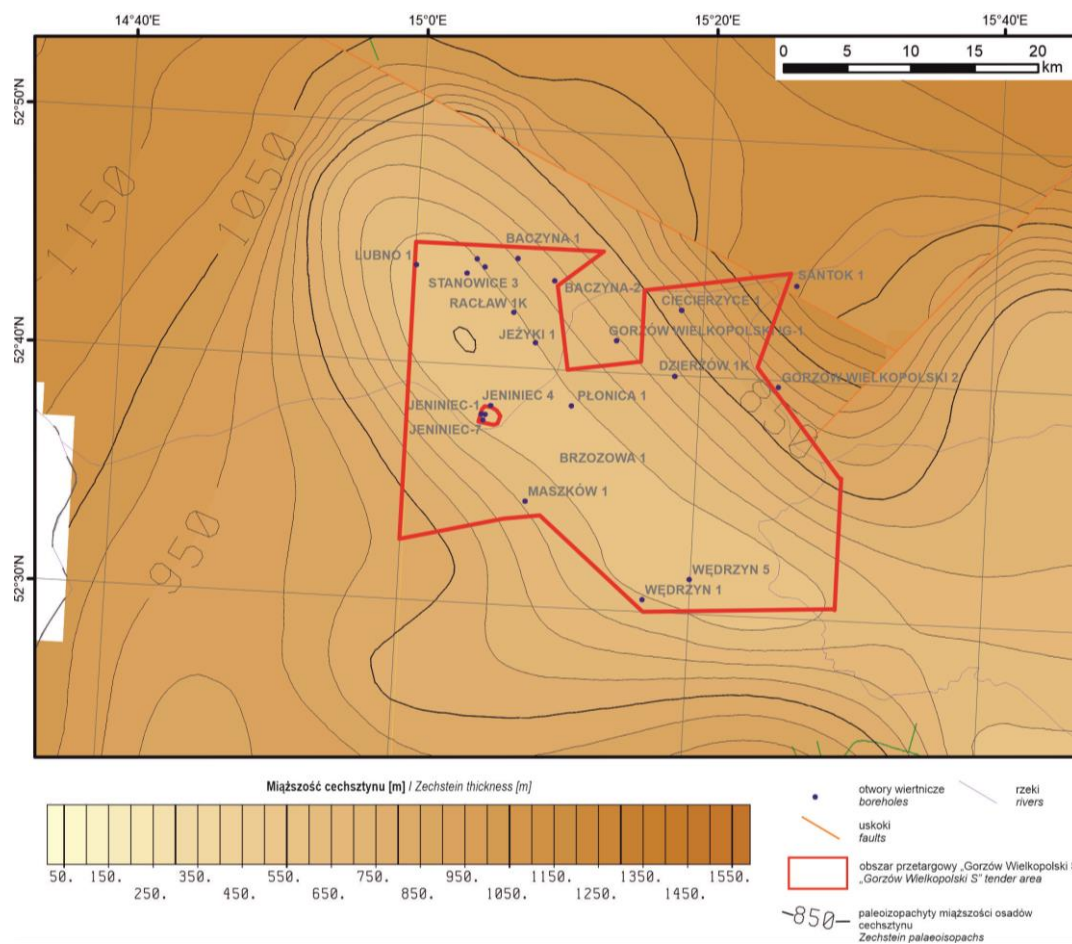 14°40'E 15°0'E 15°20'E 15°40'E
0 5 10 15 20
km
52°50'N
1150
1050
BACZYNA 1
LUBNO 1
STANOWICE 3
SANTOK 1
BACZYNA-2
RACŁAW 1K
CIECIERZYCE 1
JEŻYKI 1
GORZÓW WIELKOPOLSKI IG-1
52°40'N
DZIERŻÓW 1K
GORZÓW WIELKOPOLSKI 2
JENINIEC 4
PŁONICA 1
JENINIEC-1
850
JENINIEC-7
BRZOZOWA 1
MASZKÓW 1
950
52°30'N
WĘDRZYN 5
WĘDRZYN 1
Miąższość cechsztynu [m] / Zechstein thickness [m]
50. 150. 350. 550. 750. 950. 1150. 1350. 1550.
250. 450. 650. 850. 1050. 1250. 1450.
otwory wiertnicze
boreholes
rzeki
rivers
uskoki
faults
obszar przetargowy „Gorzów Wielkopolski S
„Gorzów Wielkopolski S" tender area
850
paleoizopachyty miąższości osadów
cechsztynu
Zechstein palaeoisopachs